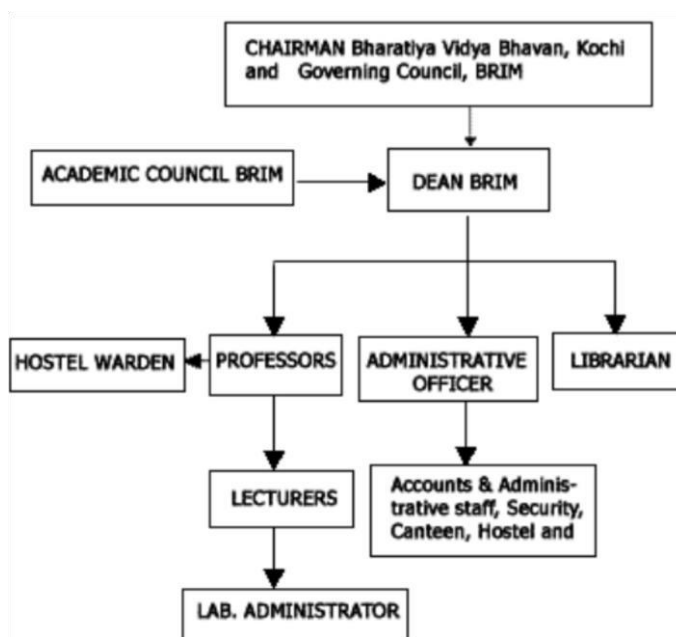 CHAIRMAN Bharatiya Vidya Bhavan, Kochi
and Governing Council, BRIM
ACADEMIC COUNCIL BRIM
DEAN BRIM
HOSTEL WARDEN
PROFESSORS
ADMINISTRATIVE
OFFICER
LIBRARIAN
LECTURERS
Accounts & Adminis-
trative staff, Security,
Canteen, Hostel and
LAB. ADMINISTRATOR